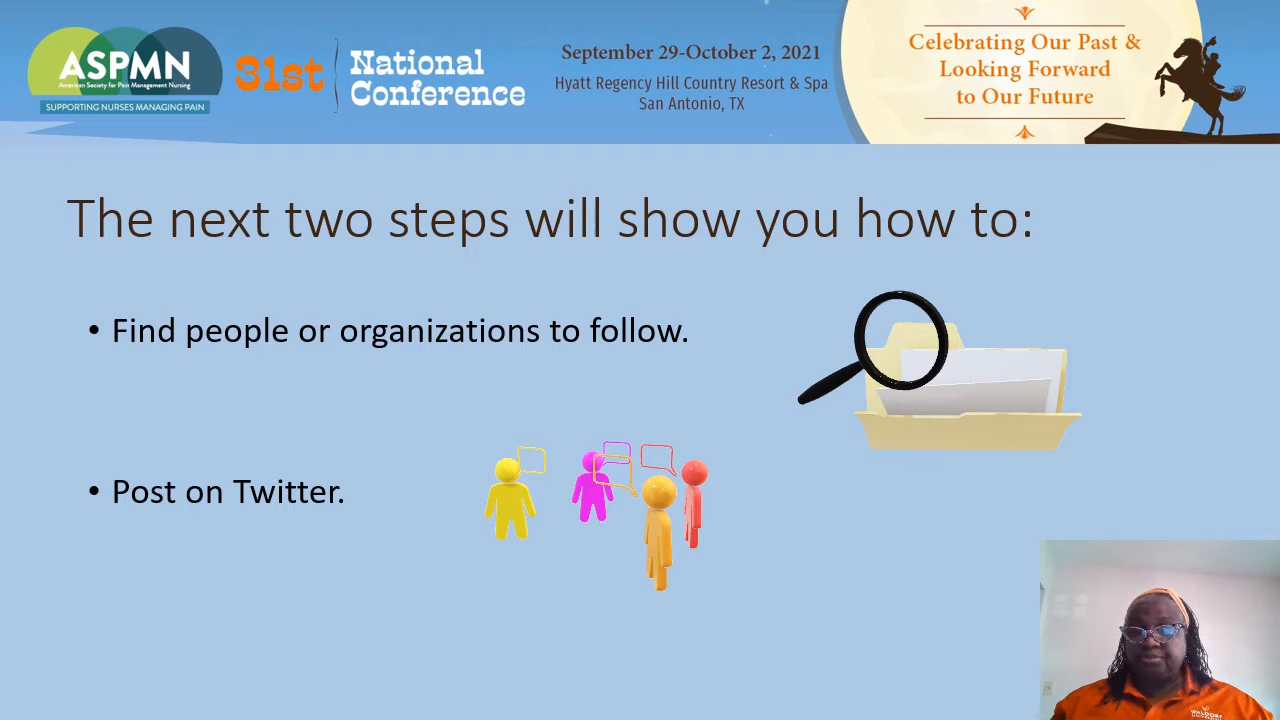 ASPMN
American Society for Pain Management Nursing
SUPPORTING NURSES MANAGING PAIN
31st
National
Conference
September 29-October 2, 2021
Hyatt Regency Hill Country Resort & Spa
San Antonio, TX
Celebrating Our Past &
Looking Forward
to Our Future
The next two steps will show you how to:
• Find people or organizations to follow.
• Post on Twitter.
WALDORF
UNIVERSITY